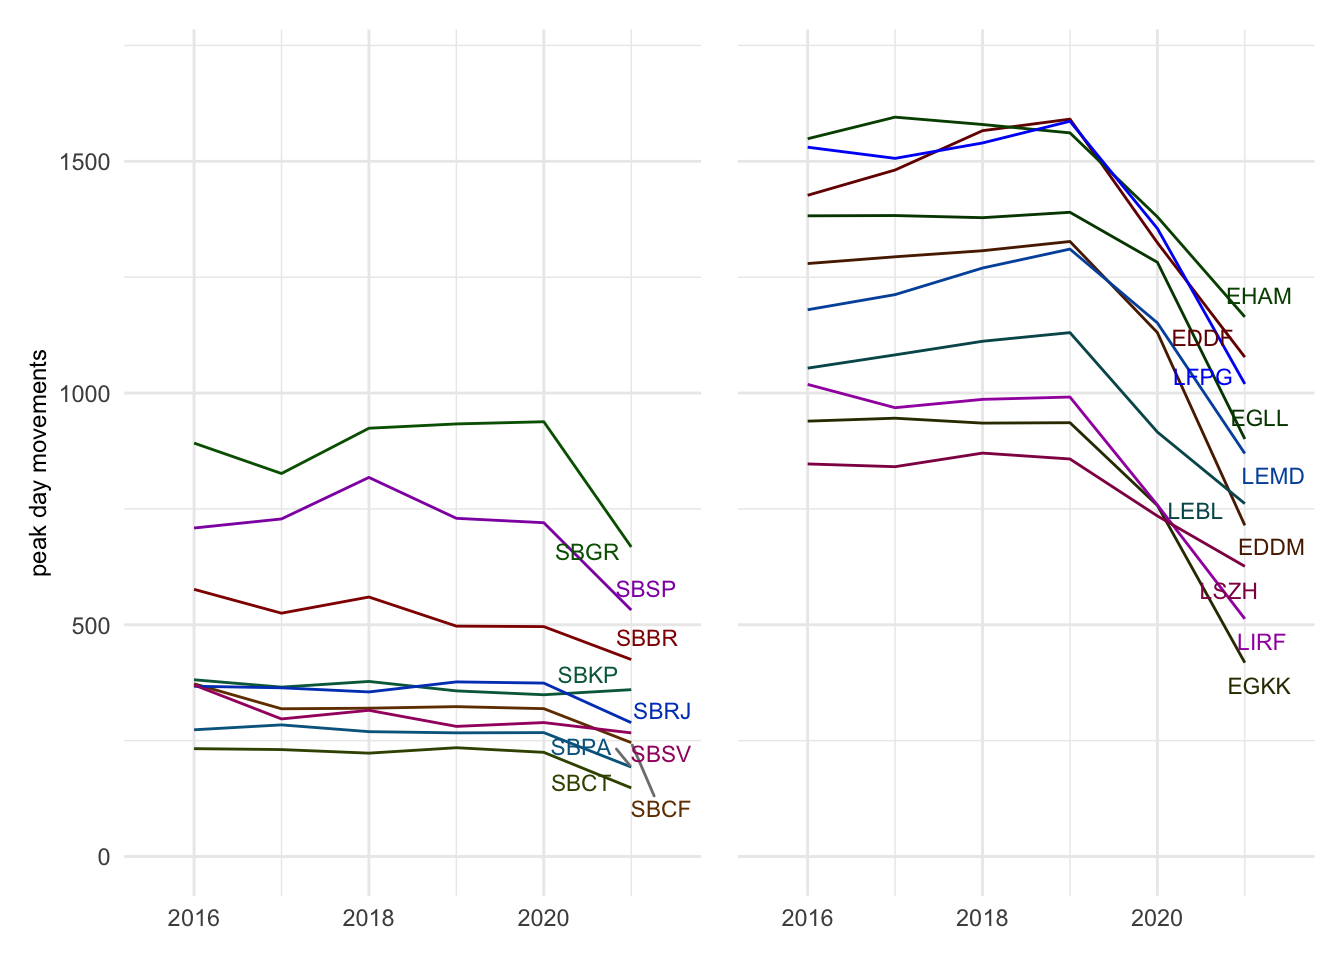 peak day movements
1500
1000
500
0
SBGR
SBSP
SBBR
SBKP
SBRJ
SBPA
SBSV
SBCT
SBCF
2016
2018
2020
EHAM
EDDF
LFPG
EGLL
LEMD
LEBL
EDDM
LSZH
LIRF
EGKK
2016
2018
2020